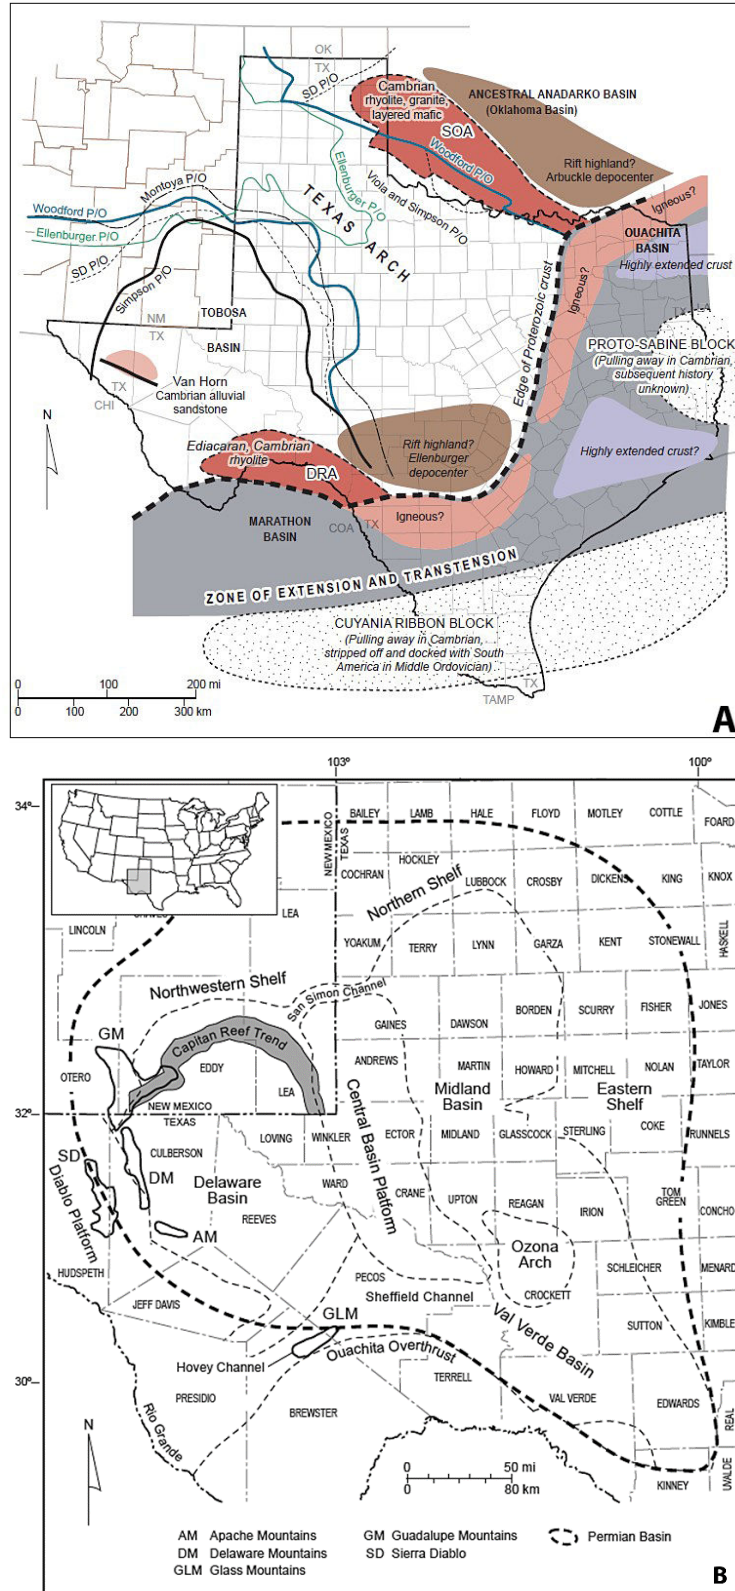 OK
TX
SD P/O
Cambrian
rhyolite, granite,
layered mafic
SOA
ANCESTRAL ANADARKO BASIN
(Oklahoma Basin)
Rift highland?
Arbuckle depocenter
Woodford P/O
Ellenburger P/O
Viola and Simpson P/O
TEXAS ARCH
Montoya P/O
Woodford P/O
Ellenburger P/O
SD P/O
Simpson P/O
Igneous?
OUACHITA
BASIN
Highly extended crust
Igneous?
Edge of Proterozoic crust
NM
TX
TOBOSA
BASIN
PROTO-SABINE BLOCK
(Pulling away in Cambrian,
subsequent history
unknown)
TX
CHI
Van Horn
Cambrian alluvial
sandstone
N
Ediacaran, Cambrian
rhyolite
DRA
Rift highland?
Ellenburger
depocenter
Highly extended crust?
Igneous?
MARATHON
BASIN
COA
TX
ZONE OF EXTENSION AND TRANSTENSION
CUYANIA RIBBON BLOCK
(Pulling away in Cambrian,
stripped off and docked with South
America in Middle Ordovician)
TX
TAMP
0 100 200 mi
0 100 200 300 km
A
103° 100°
34°
NEW MEXICO
TEXAS
BAILEY LAMB HALE FLOYD MOTLEY COTTLE FOARD
COCHRAN HOCKLEY LUBBOCK CROSBY DICKENS KING KNOX
Northern Shelf
LINCOLN LEA
YOAKUM TERRY LYNN GARZA KENT STONEWALL HASKELL
Northwestern Shelf
San Simon Channel
GAINES DAWSON BORDEN SCURRY FISHER JONES
GM
Capitan Reef Trend
OTERO EDDY LEA
ANDREWS MARTIN HOWARD MITCHELL NOLAN TAYLOR
Midland
Basin
Eastern
Shelf
Central Basin Platform
32°
NEW MEXICO
TEXAS
LOVING WINKLER ECTOR MIDLAND GLASSCOCK STERLING COKE RUNNELS
SD
CULBERSON
DM
Delaware
Basin
WARD CRANE UPTON REAGAN IRION TOM
GREEN CONCHO
Diablo Platform
REEVES
AM
Ozona
Arch
HUDSPETH
PECOS
SCHLEICHER MENARD
JEFF DAVIS
Sheffield Channel
CROCKETT
GLM
Val Verde Basin
SUTTON KIMBLE
Hovey Channel
Ouachita Overthrust
30°
TERRELL
PRESIDIO
BREWSTER
VAL VERDE EDWARDS REAL
Rio Grande
N
0 50 mi
0 80 km
KINNEY UVALDE
AM Apache Mountains
DM Delaware Mountains
GLM Glass Mountains
GM Guadalupe Mountains
SD Sierra Diablo
Permian Basin
B